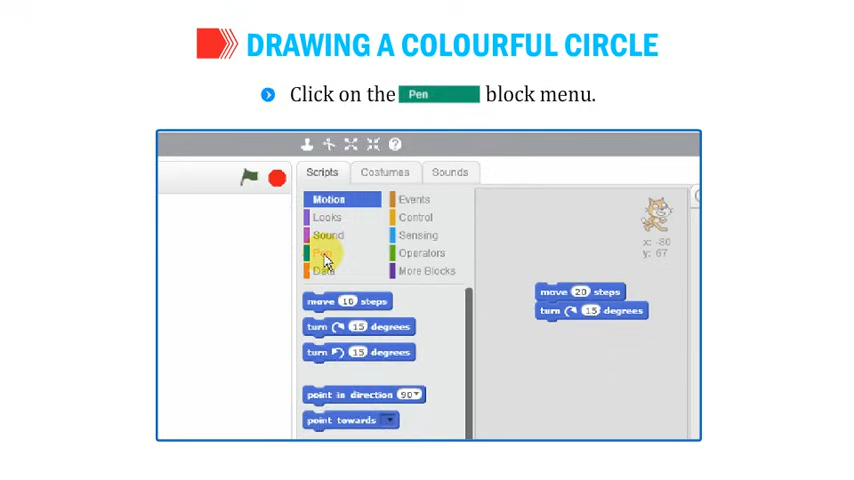 DRAWING A COLOURFUL CIRCLE
Click on the Pen block menu.
Scripts Costumes Sounds
Motion Events
Looks Control
Sound Sensing
Pen Operators
Data More Blocks
x: -80
y: 67
move 10 steps
turn 15 degrees
turn 15 degrees
point in direction 90
point towards
move 20 steps
turn 15 degrees